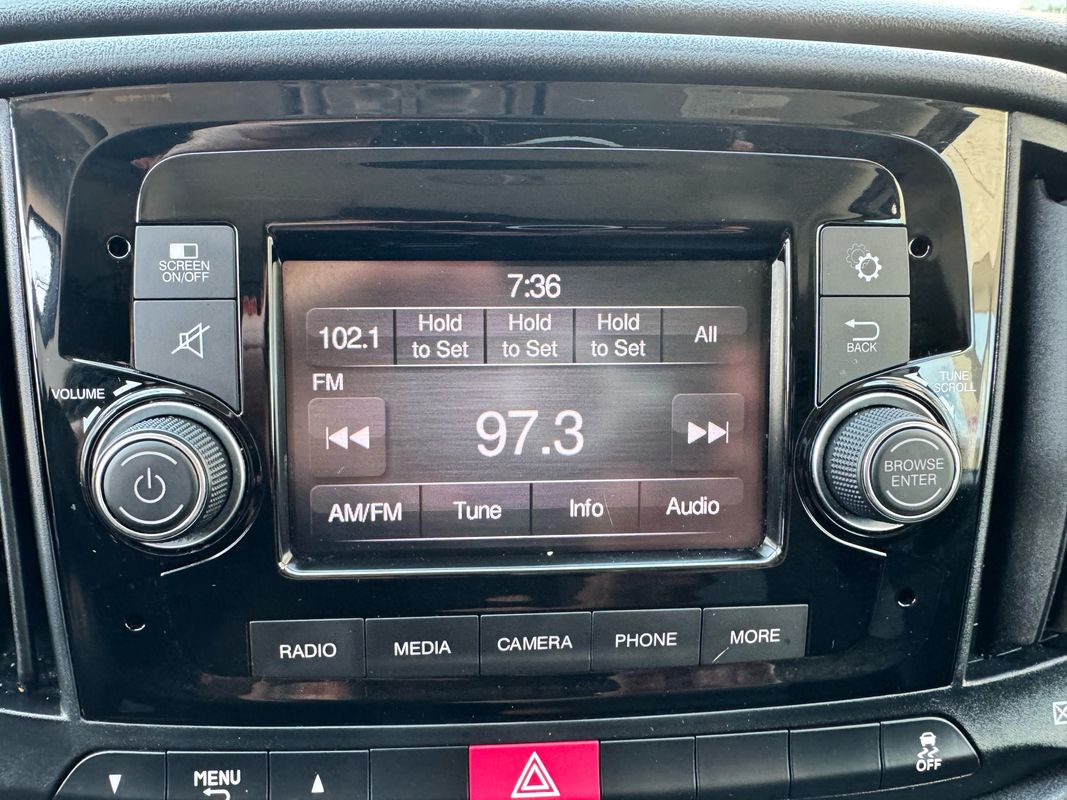 SCREEN
ON/OFF
7:36
102.1
Hold
to Set
Hold
to Set
Hold
to Set
All
BACK
VOLUME
FM
TUNE
SCROLL
97.3
BROWSE
ENTER
AM/FM
Tune
Info
Audio
RADIO
MEDIA
CAMERA
PHONE
MORE
MENU
OFF